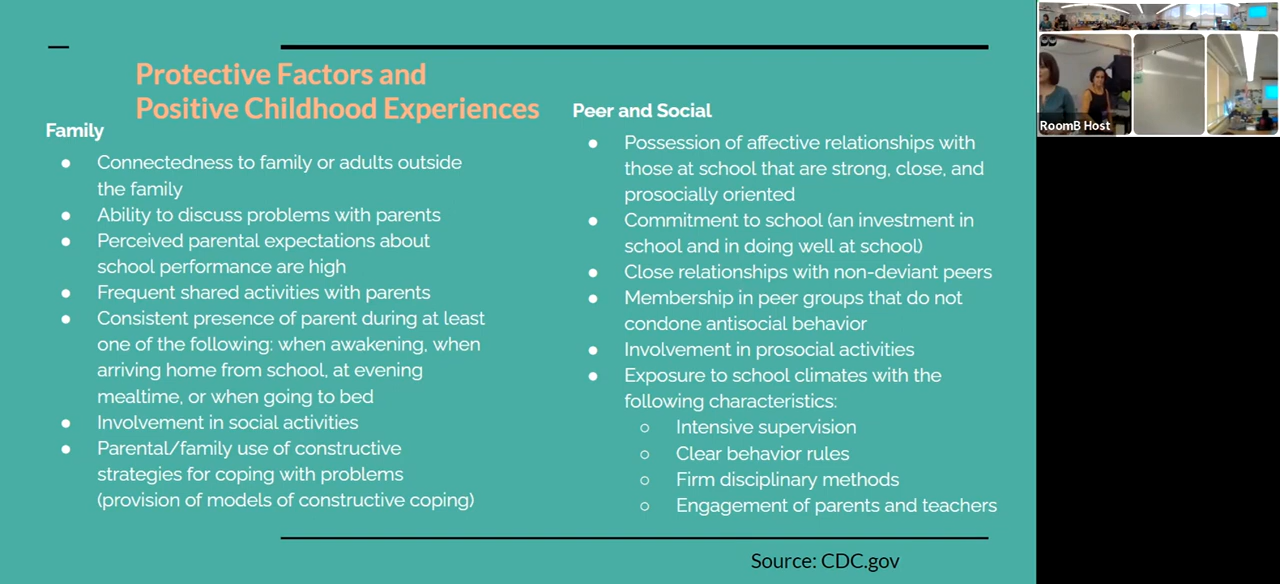 Protective Factors and
Positive Childhood Experiences
Family
● Connectedness to family or adults outside
the family
● Ability to discuss problems with parents
● Perceived parental expectations about
school performance are high
● Frequent shared activities with parents
● Consistent presence of parent during at least
one of the following: when awakening, when
arriving home from school, at evening
mealtime, or when going to bed
● Involvement in social activities
● Parental/family use of constructive
strategies for coping with problems
(provision of models of constructive coping)
Peer and Social
● Possession of affective relationships with
those at school that are strong, close, and
prosocially oriented
● Commitment to school (an investment in
school and in doing well at school)
● Close relationships with non-deviant peers
● Membership in peer groups that do not
condone antisocial behavior
● Involvement in prosocial activities
● Exposure to school climates with the
following characteristics:
○ Intensive supervision
○ Clear behavior rules
○ Firm disciplinary methods
○ Engagement of parents and teachers
Source: CDC.gov
RoomB Host